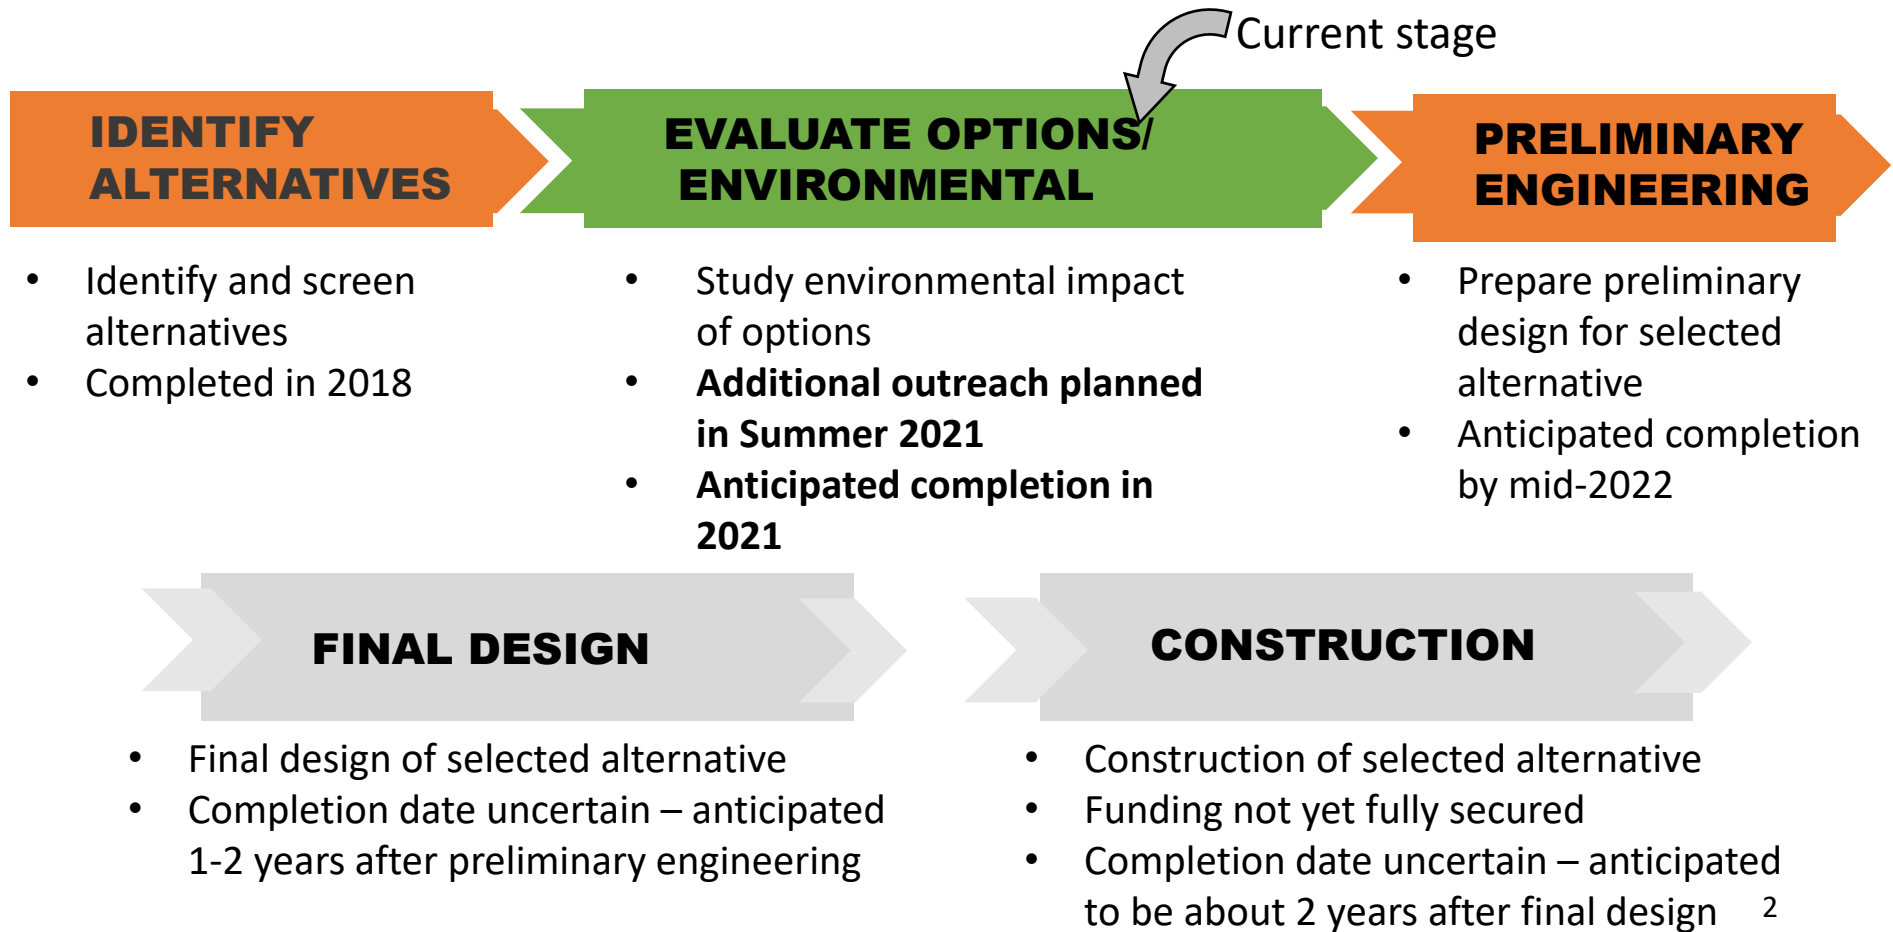 Current stage
IDENTIFY
ALTERNATIVES
EVALUATE OPTIONS/
ENVIRONMENTAL
PRELIMINARY
ENGINEERING
• Identify and screen
alternatives
• Completed in 2018
• Study environmental impact
of options
• Additional outreach planned
in Summer 2021
• Anticipated completion in
2021
• Prepare preliminary
design for selected
alternative
• Anticipated completion
by mid-2022
FINAL DESIGN
CONSTRUCTION
• Final design of selected alternative
• Completion date uncertain – anticipated
1-2 years after preliminary engineering
• Construction of selected alternative
• Funding not yet fully secured
• Completion date uncertain – anticipated
to be about 2 years after final design
2